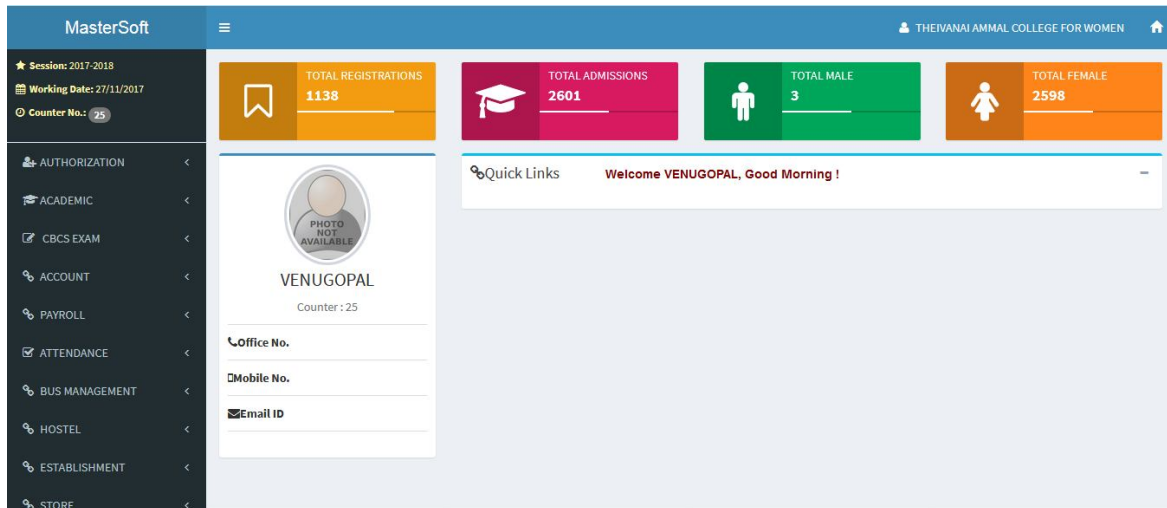 MasterSoft
THEIVANAI AMMAL COLLEGE FOR WOMEN
Session: 2017-2018
Working Date: 27/11/2017
Counter No.: 25
AUTHORIZATION
ACADEMIC
CBCS EXAM
ACCOUNT
PAYROLL
ATTENDANCE
BUS MANAGEMENT
HOSTEL
ESTABLISHMENT
STORE
TOTAL REGISTRATIONS
1138
TOTAL ADMISSIONS
2601
TOTAL MALE
3
TOTAL FEMALE
2598
PHOTO
NOT
AVAILABLE
VENUGOPAL
Counter : 25
Office No.
Mobile No.
Email ID
Quick Links Welcome VENUGOPAL, Good Morning !